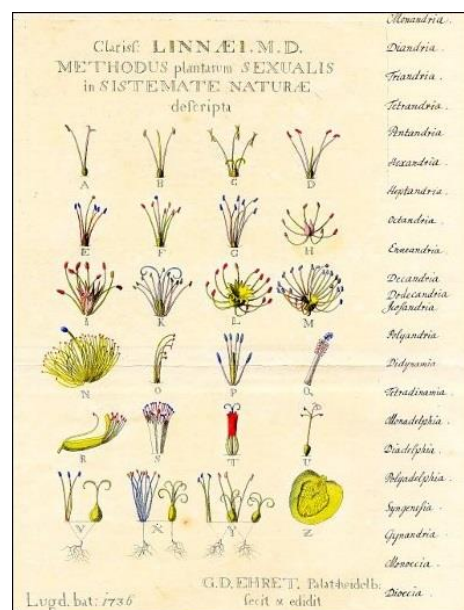 Clariss: LINNÆI. M. D.
METHODUS plantarum SEXUALIS
in SISTEMATE NATURÆ
descripta
A B C D
E F G H
I K L M
N O P Q
R S T U
V X Y Z
Lugd. bat: 1736
G.D. EHRET. Palat-heidelb:
fecit & edidit
Monandria
Diandria .
Triandria .
Tetrandria
Pentandria
Hexandria .
Heptandria
Octandria .
Enneandria .
Decandria
Dodecandria
Icosandria .
Polyandria
Didynamia
Tetradinamia
Monadelphia
Diadelphia .
Polyadelphia
Syngenesia .
Gynandria .
Monoecia .
Dioecia .